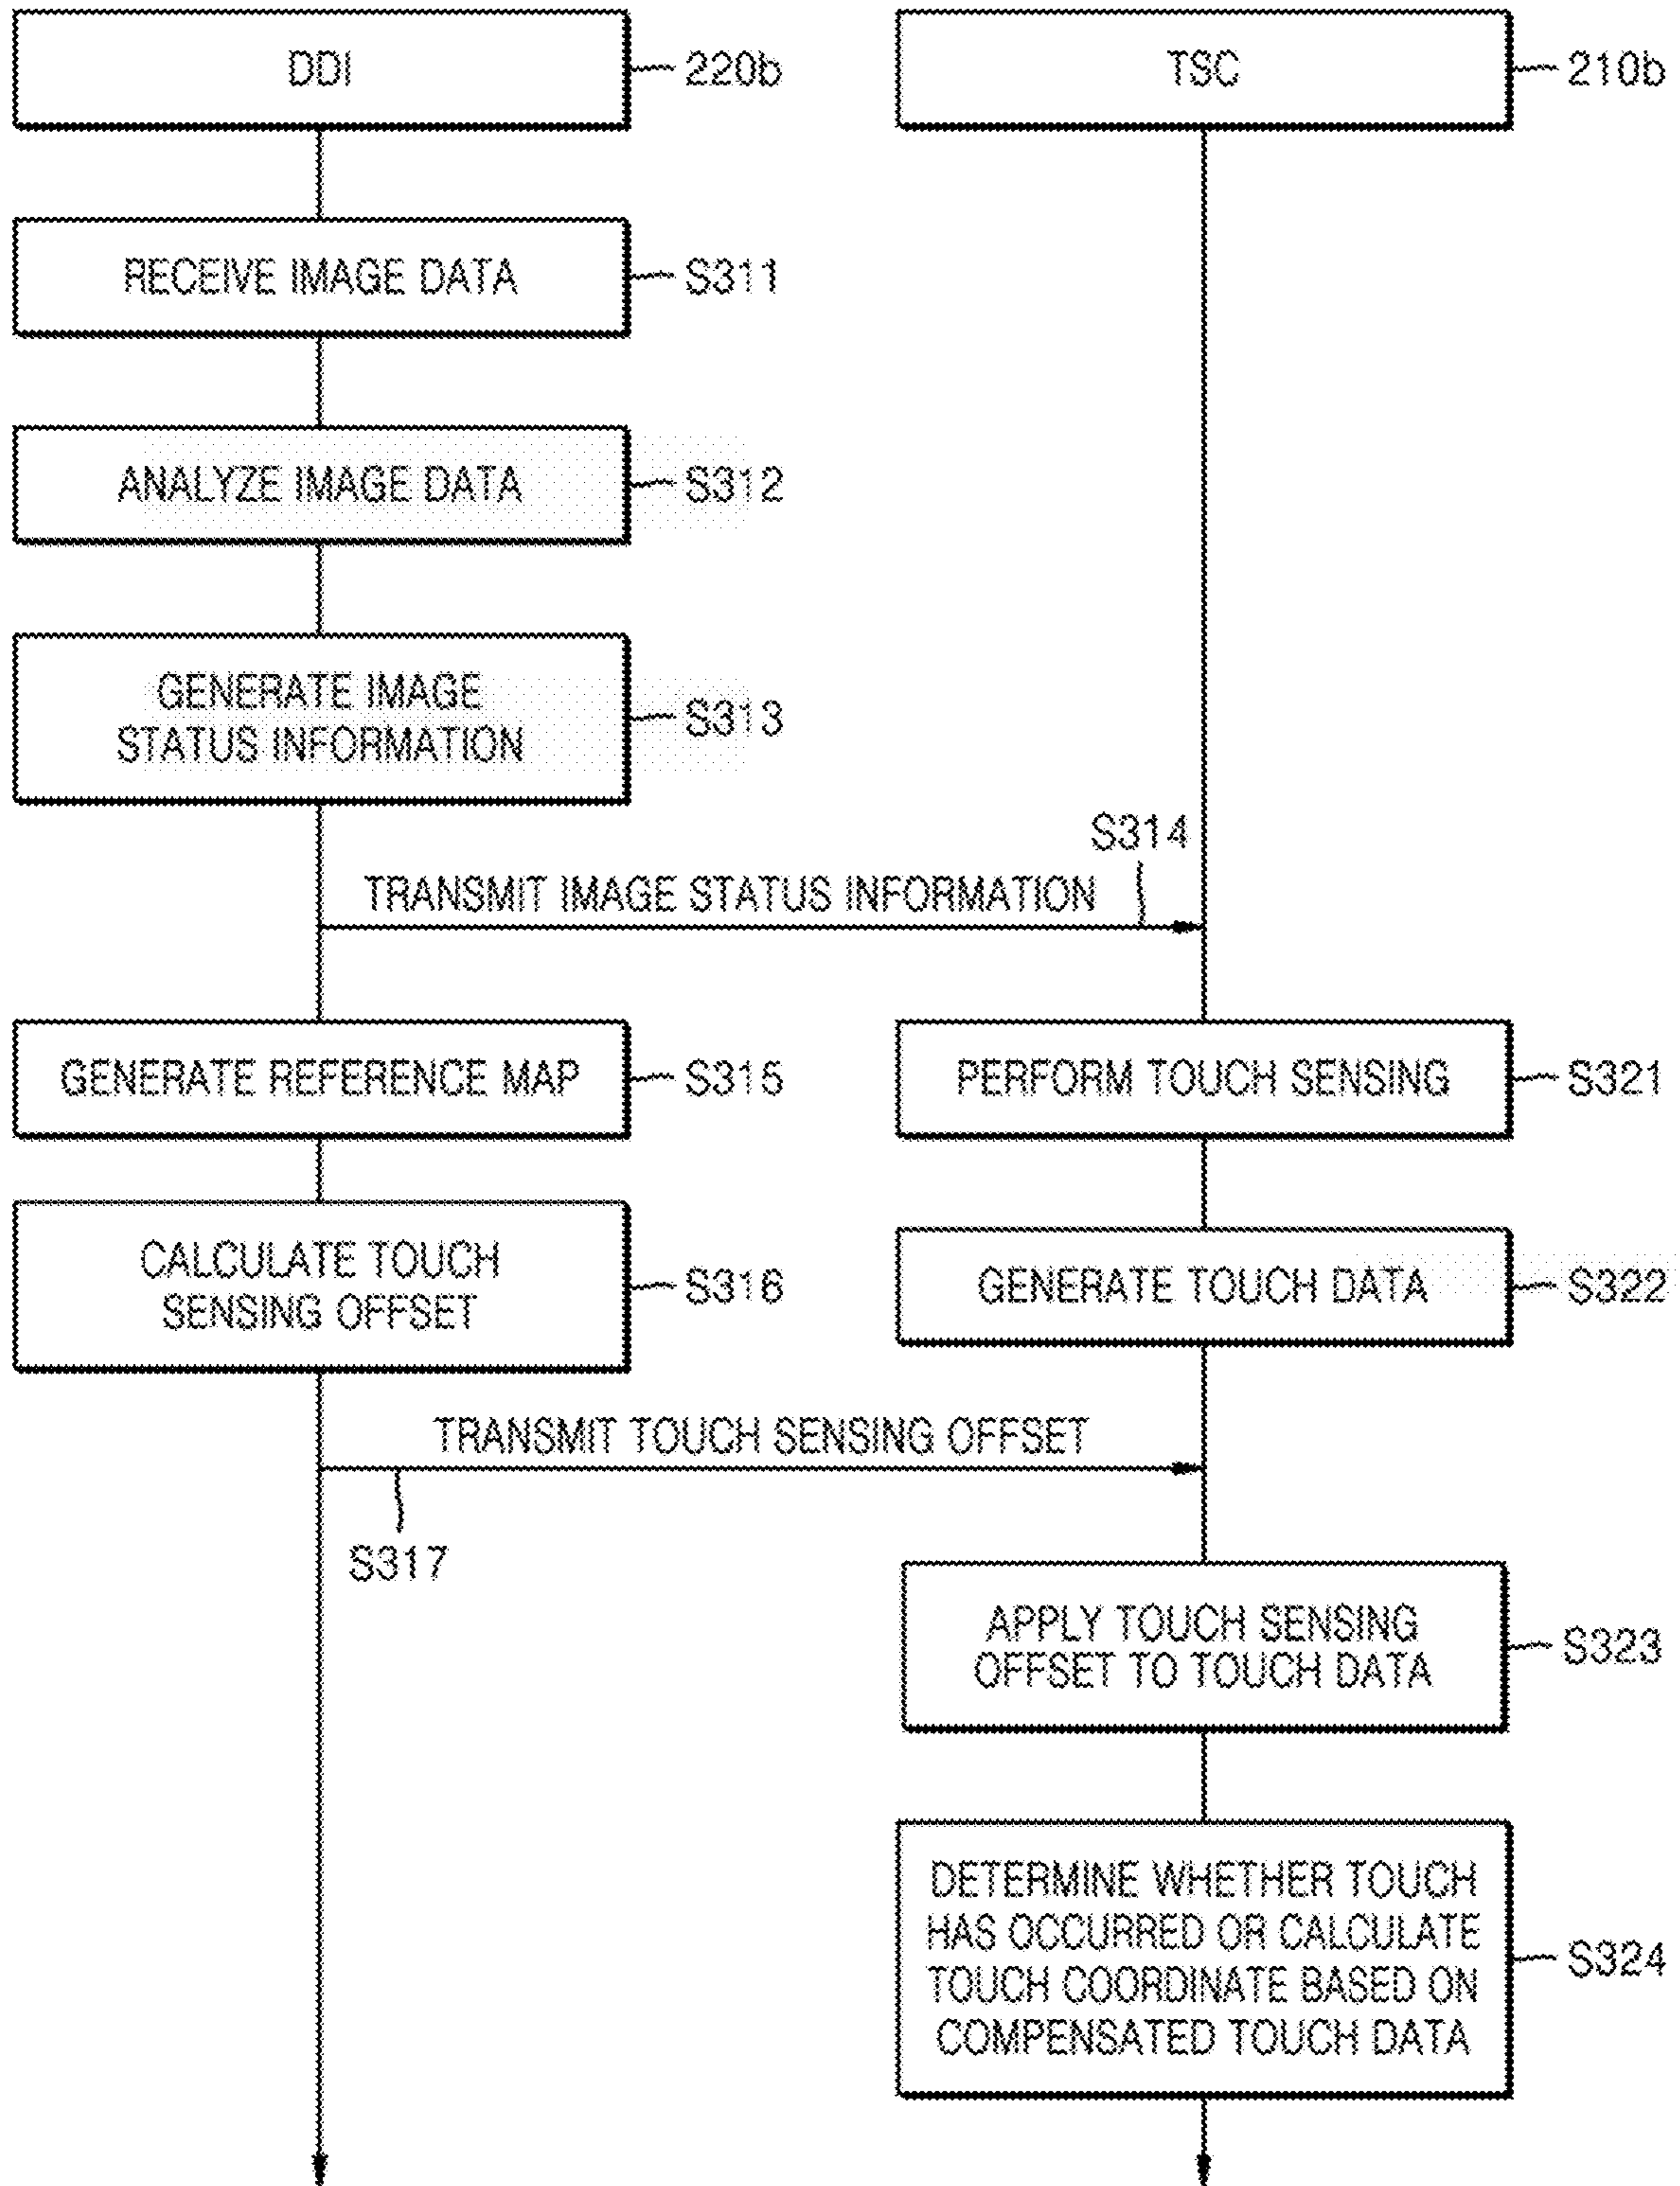 DDI
220b
TSC
210b
RECEIVE IMAGE DATA
S311
ANALYZE IMAGE DATA
S312
GENERATE IMAGE
STATUS INFORMATION
S313
S314
TRANSMIT IMAGE STATUS INFORMATION
GENERATE REFERENCE MAP
S315
PERFORM TOUCH SENSING
S321
CALCULATE TOUCH
SENSING OFFSET
S316
GENERATE TOUCH DATA
S322
TRANSMIT TOUCH SENSING OFFSET
S317
APPLY TOUCH SENSING
OFFSET TO TOUCH DATA
S323
DETERMINE WHETHER TOUCH
HAS OCCURRED OR CALCULATE
TOUCH COORDINATE BASED ON
COMPENSATED TOUCH DATA
S324